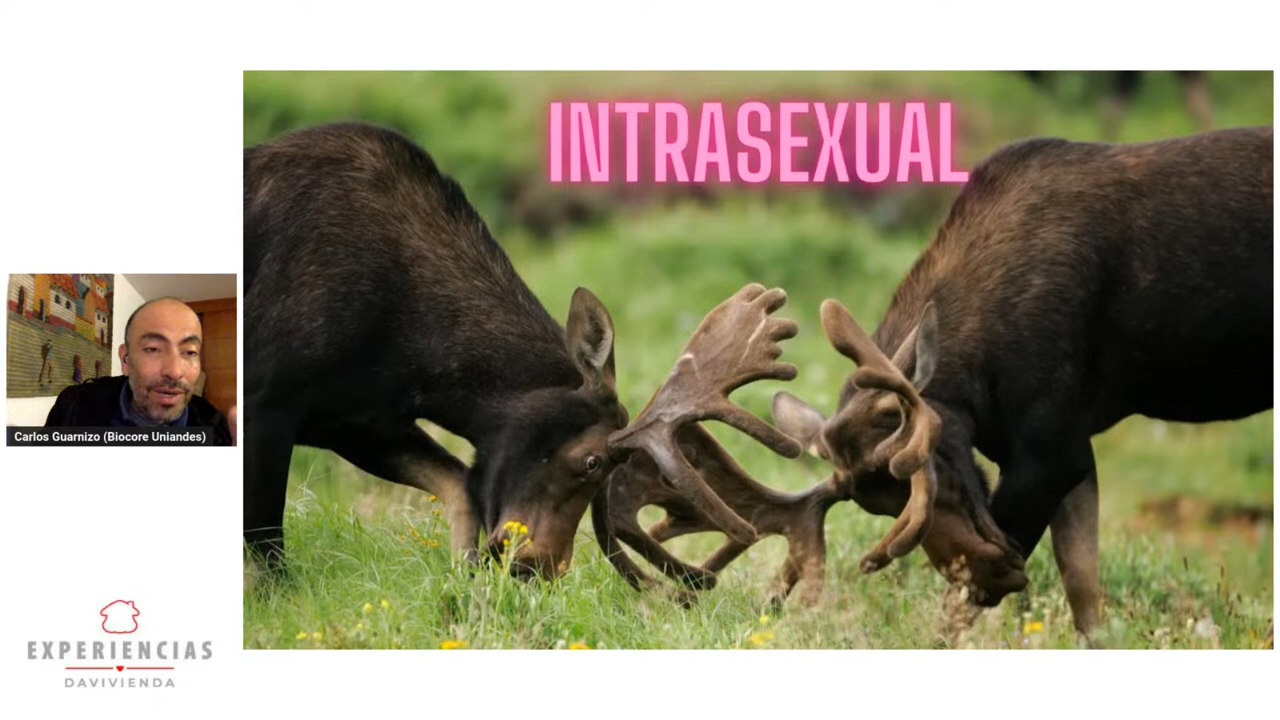 INTRASEXUAL
Carlos Guarnizo (Biocore Uniandes)
EXPERIENCIAS
DAVIVIENDA